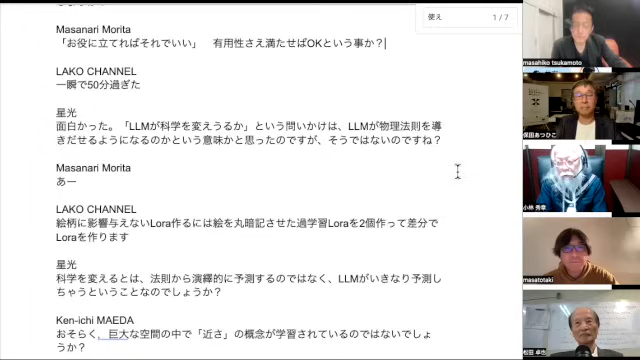 使え
1 / 7
Masanari Morita
「お役に立てればそれでいい」　有用性さえ満たせばOKという事か？
LAKO CHANNEL
一瞬で50分過ぎた
星光
面白かった。「LLMが科学を変えうるか」という問いかけは、LLMが物理法則を導
きだせるようになるのかという意味かと思ったのですが、そうではないのですね？
Masanari Morita
あー
LAKO CHANNEL
絵柄に影響与えないLora作るには絵を丸暗記させた過学習Loraを2個作って差分で
Loraを作ります
星光
科学を変えるとは、法則から演繹的に予測するのではなく、LLMがいきなり予測し
ちゃうということなのでしょうか？
Ken-ichi MAEDA
おそらく、巨大な空間の中で「近さ」の概念が学習されているのではないでしょ
うか？
masahiko tsukamoto
保田あつひこ
小林 秀章
masatotaki
松田 卓也